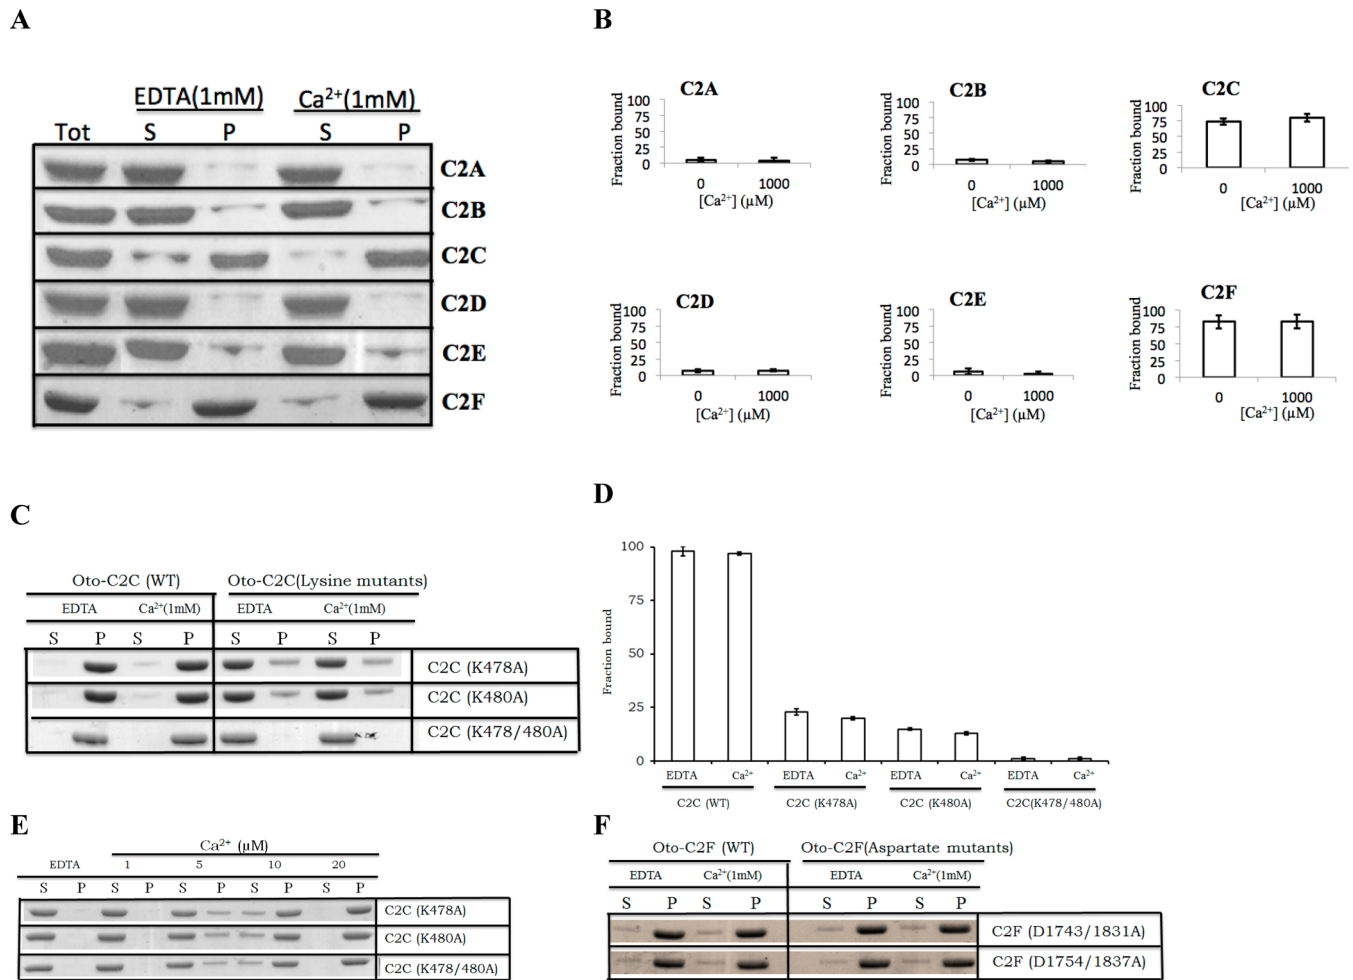 A
EDTA(1mM) Ca²⁺(1mM)
Tot S P S P
C2A
C2B
C2C
C2D
C2E
C2F
B
C2A
Fraction bound
100
75
50
25
0
0 1000
[Ca²⁺] (µM)
C2B
Fraction bound
100
75
50
25
0
0 1000
[Ca²⁺] (µM)
C2C
Fraction bound
100
75
50
25
0
0 1000
[Ca²⁺] (µM)
C2D
Fraction bound
100
75
50
25
0
0 1000
[Ca²⁺] (µM)
C2E
Fraction bound
100
75
50
25
0
0 1000
[Ca²⁺] (µM)
C2F
Fraction bound
100
75
50
25
0
0 1000
[Ca²⁺] (µM)
C
Oto-C2C (WT) Oto-C2C(Lysine mutants)
EDTA Ca²⁺(1mM) EDTA Ca²⁺(1mM)
S P S P S P S P
C2C (K478A)
C2C (K480A)
C2C (K478/480A)
D
Fraction bound
100
75
50
25
0
EDTA Ca²⁺ EDTA Ca²⁺ EDTA Ca²⁺ EDTA Ca²⁺
C2C (WT) C2C (K478A) C2C (K480A) C2C(K478/480A)
E
Ca²⁺ (µM)
EDTA 1 5 10 20
S P S P S P S P S P
C2C (K478A)
C2C (K480A)
C2C (K478/480A)
F
Oto-C2F (WT) Oto-C2F(Aspartate mutants)
EDTA Ca²⁺(1mM) EDTA Ca²⁺(1mM)
S P S P S P S P
C2F (D1743/1831A)
C2F (D1754/1837A)